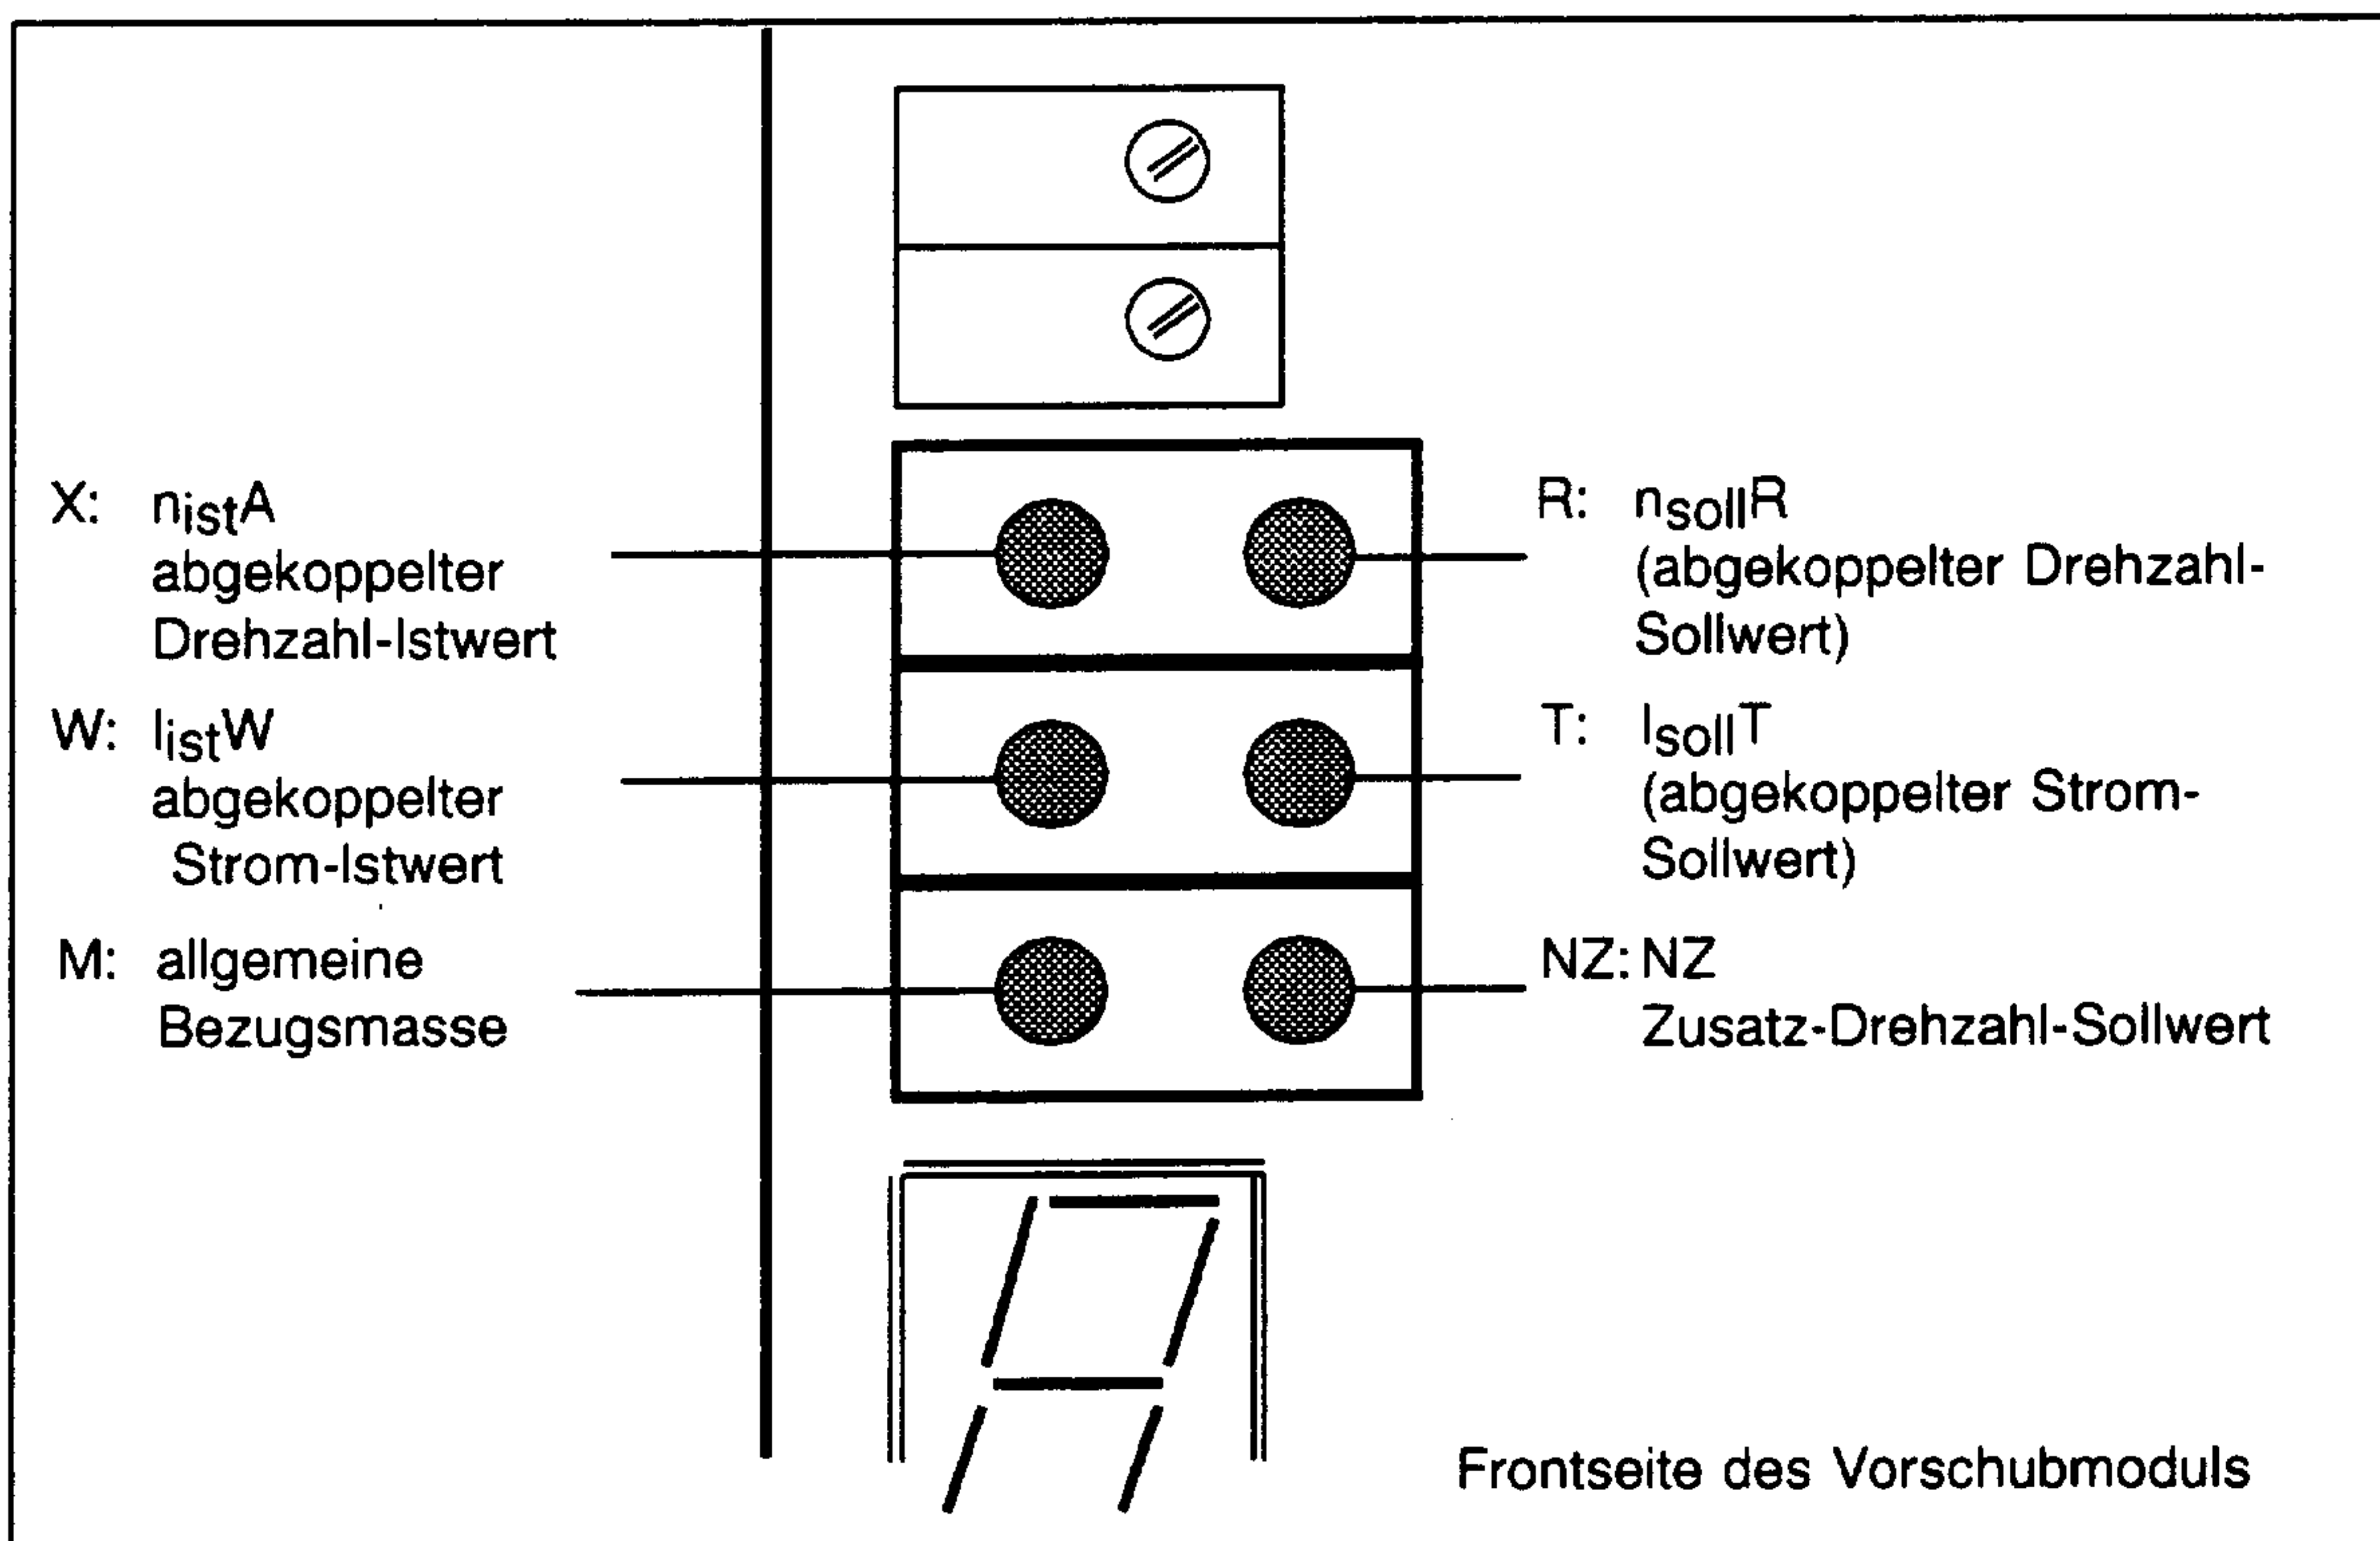 X: nistA
abgekoppelter
Drehzahl-Istwert
W: IistW
abgekoppelter
Strom-Istwert
M: allgemeine
Bezugsmasse
R: nsollR
(abgekoppelter Drehzahl-
Sollwert)
T: IsollT
(abgekoppelter Strom-
Sollwert)
NZ: NZ
Zusatz-Drehzahl-Sollwert
Frontseite des Vorschubmoduls